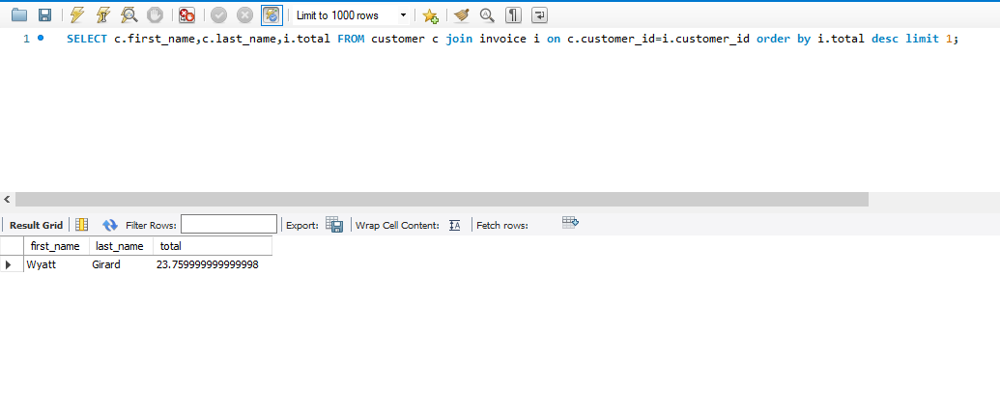 Limit to 1000 rows
1 SELECT c.first_name,c.last_name,i.total FROM customer c join invoice i on c.customer_id=i.customer_id order by i.total desc limit 1;
Result Grid Filter Rows: Export: Wrap Cell Content: Fetch rows:
first_name last_name total
Wyatt Girard 23.759999999999998